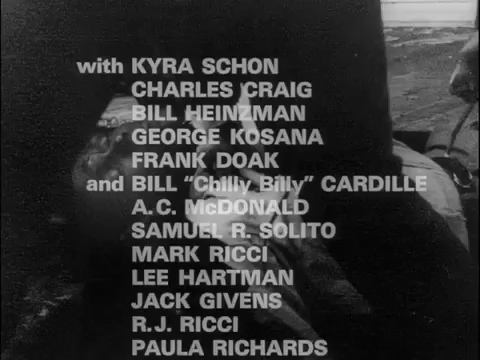 with KYRA SCHON
CHARLES CRAIG
BILL HEINZMAN
GEORGE KOSANA
FRANK DOAK
and BILL “Chilly Billy” CARDILLE
A.C. McDONALD
SAMUEL R. SOLITO
MARK RICCI
LEE HARTMAN
JACK GIVENS
R.J. RICCI
PAULA RICHARDS